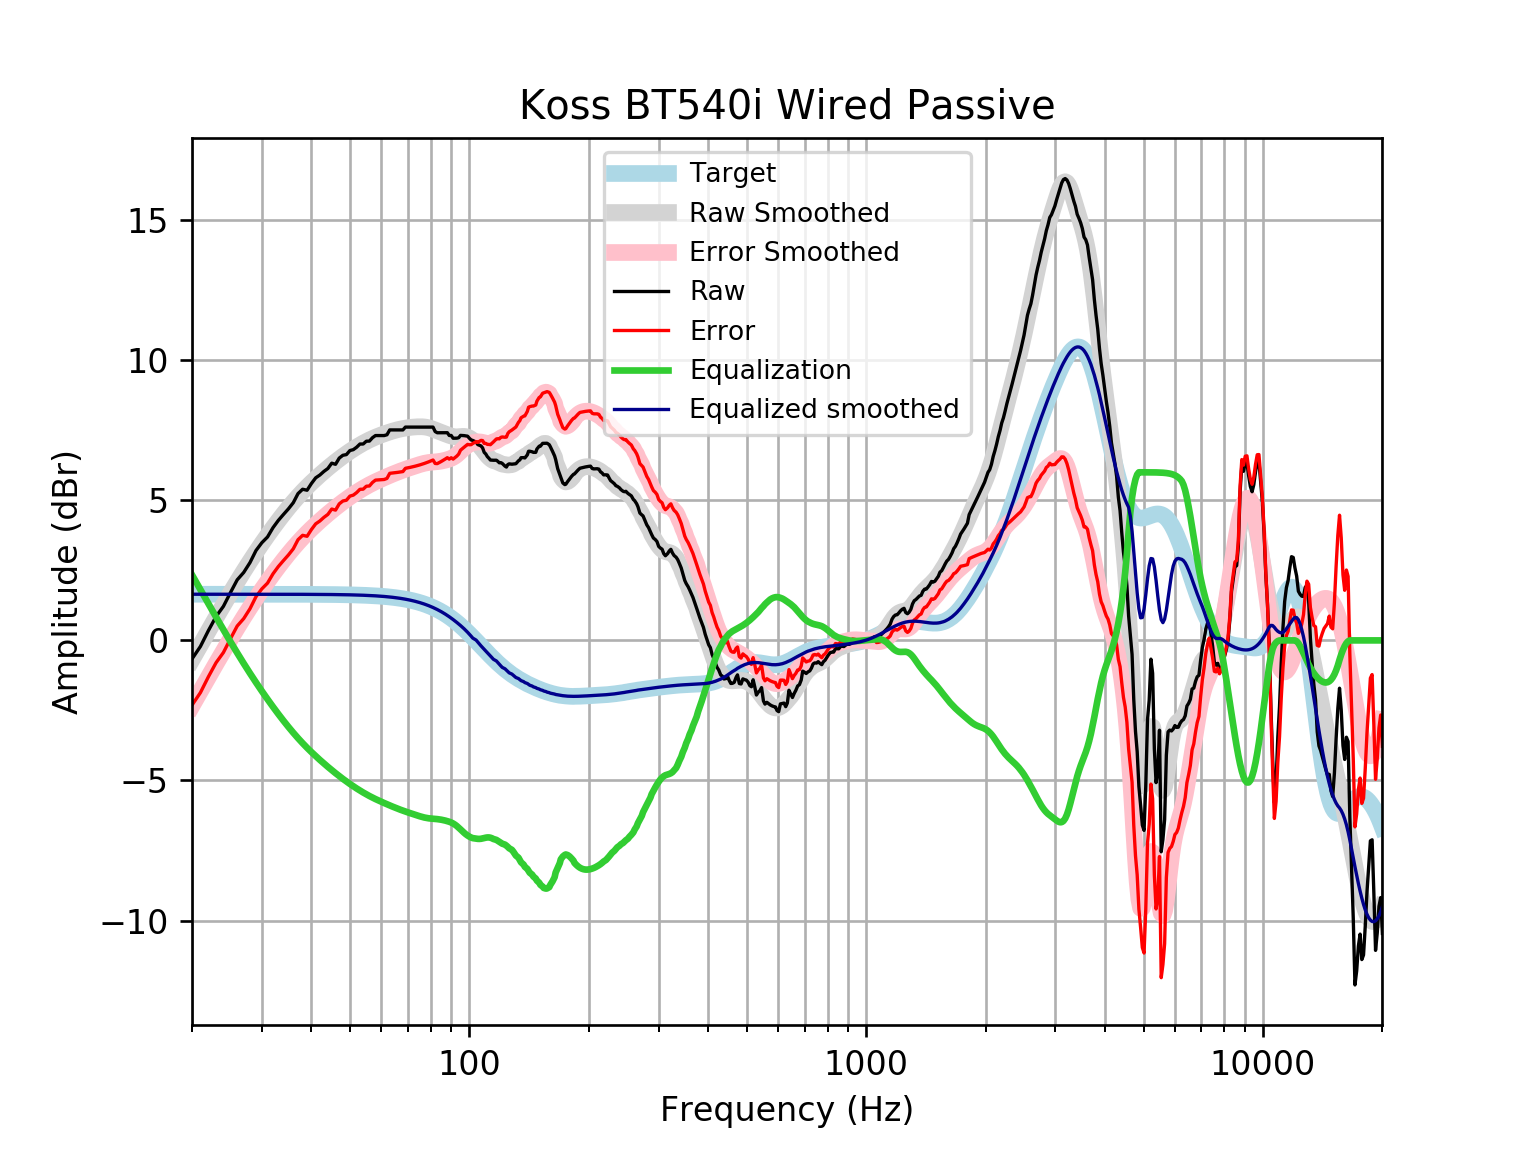 Koss BT540i Wired Passive
Target
Raw Smoothed
Error Smoothed
Raw
Error
Equalization
Equalized smoothed
15
10
5
0
−5
−10
Amplitude (dBr)
100
1000
10000
Frequency (Hz)